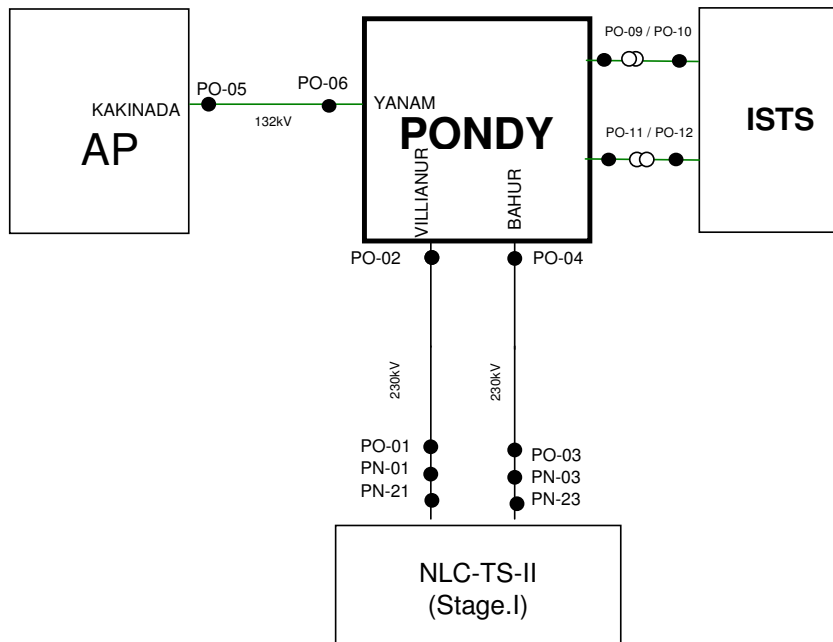 PO-09 / PO-10
PO-05
PO-06
KAKINADA
YANAM
132kV
AP
PONDY
ISTS
PO-11 / PO-12
VILLIANUR
BAHUR
PO-02
PO-04
230kV
230kV
PO-01
PO-03
PN-01
PN-03
PN-21
PN-23
NLC-TS-II
(Stage.I)